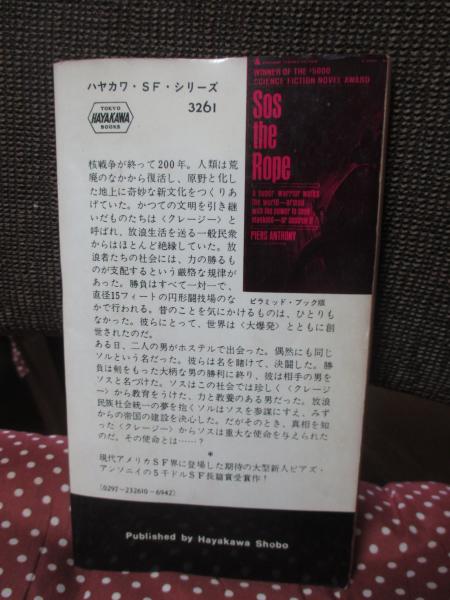 ハヤカワ・SF・シリーズ
3261
TOKYO
HAYAKAWA
BOOKS
WINNER OF THE $5000
SCIENCE FICTION NOVEL AWARD
Sos
the
Rope
a super warrior walks
the world—armed
with the power to save
mankind—or destroy it
PIERS ANTHONY
ピラミッド・ブック版
核戦争が終って200年。人類は荒
廃のなかから復活し、原野と化し
た地上に奇妙な新文化をつくりあ
げていた。かつての文明を引き継
いだものたちは〈クレージー〉と
呼ばれ、放浪生活を送る一般民衆
からはほとんど絶縁していた。放
浪者たちの社会には、力の勝るも
のが支配するという厳格な規律が
あった。勝負はすべて一対一で、
直径15フィートの円形闘技場のな
かで行われる。昔のことを気にかけるものは、ひとりも
なかった。彼らにとって、世界は〈大爆発〉とともに創
世されたのだ。
ある日、二人の男がホステルで出会った。偶然にも同じ
ソルという名だった。彼らは名を賭けて、決闘した。勝
負は剣をもった大柄な男の勝利に終り、彼は相手の男を
ソスと名づけた。ソスはこの社会では珍しく〈クレージ
ー〉から教育をうけた、力と教養のある男だった。放浪
民族社会統一の夢を抱くソルはソスを参謀にすえ、みず
からの帝国の建設を決心した。だがそのとき、真相を知
った〈クレージー〉からソスは重大な使命を与えられた
のだ。その使命とは……？
*
現代アメリカSF界に登場した期待の大型新人ピアズ・
アンソニイの5千ドルSF長篇賞受賞作！
(0297-232610-6942)
Published by Hayakawa Shobo